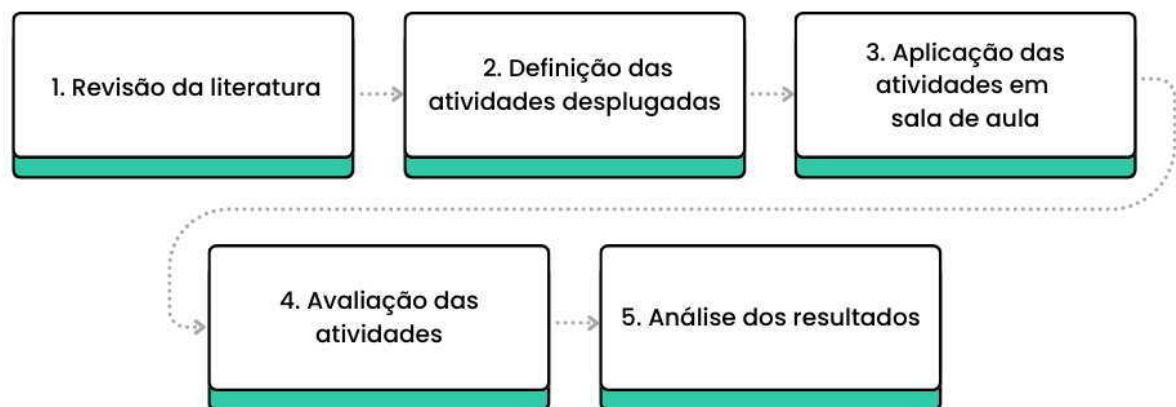 1. Revisão da literatura
2. Definição das
atividades desplugadas
3. Aplicação das
atividades em
sala de aula
4. Avaliação das
atividades
5. Análise dos resultados